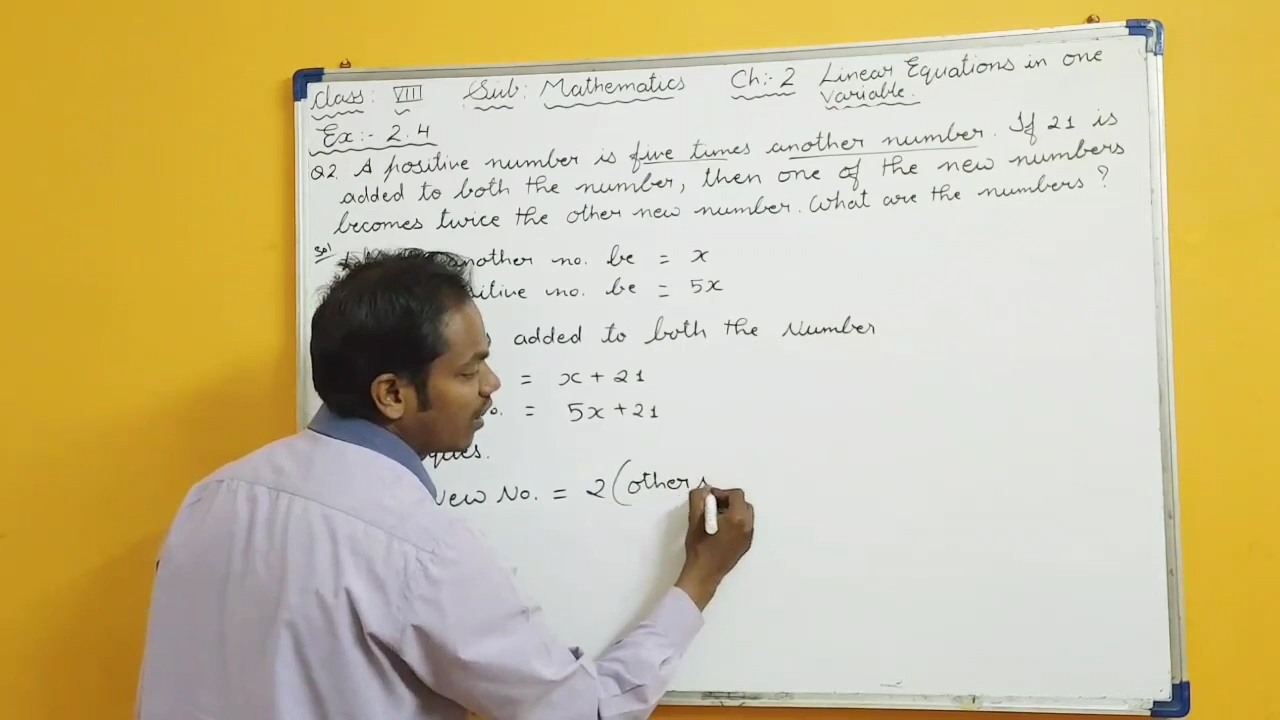 Class: VIII Sub: Mathematics Ch:- 2 Linear Equations in one Variable.
Ex:- 2.4
Q2. A positive number is five times another number. If 21 is
added to both the number, then one of the new numbers
becomes twice the other new number. What are the numbers?
Sol another no. be = x
no. be = 5x
added to both the Number
= x + 21
= 5x + 21
ques.
New No. = 2 (other